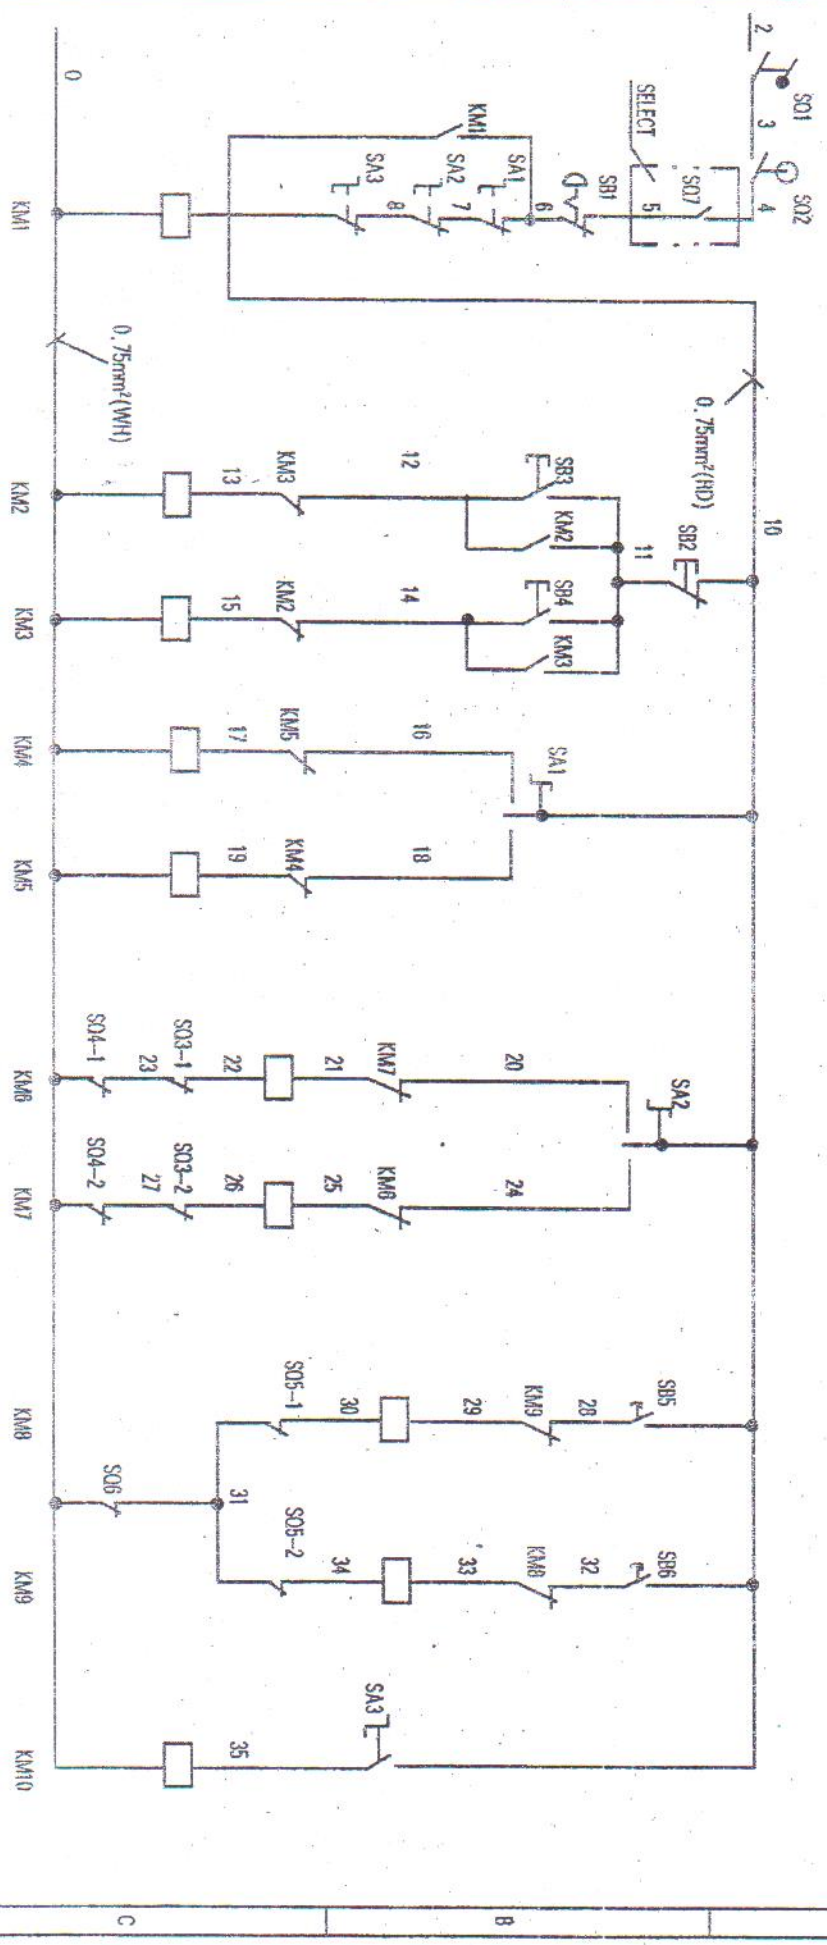 2
SQ1
3
SQ2
4
SELECT
SQ7
5
SB1
6
KM1
SA1
7
SA2
8
SA3
0
KM1
0.75mm²(WH)
0.75mm²(RD)
10
SB2
11
SB3
KM2
12
KM3
13
KM2
SB4
KM3
14
KM2
15
KM3
SA1
16
KM5
17
KM4
18
KM4
19
KM5
SA2
20
KM7
21
22
SQ3-1
23
SQ4-1
KM6
24
KM6
25
26
SQ3-2
27
SQ4-2
KM7
SB5
28
KM9
29
30
SQ5-1
KM8
31
SQ6
SB6
32
KM8
33
34
SQ5-2
KM9
SA3
35
KM10
B
C